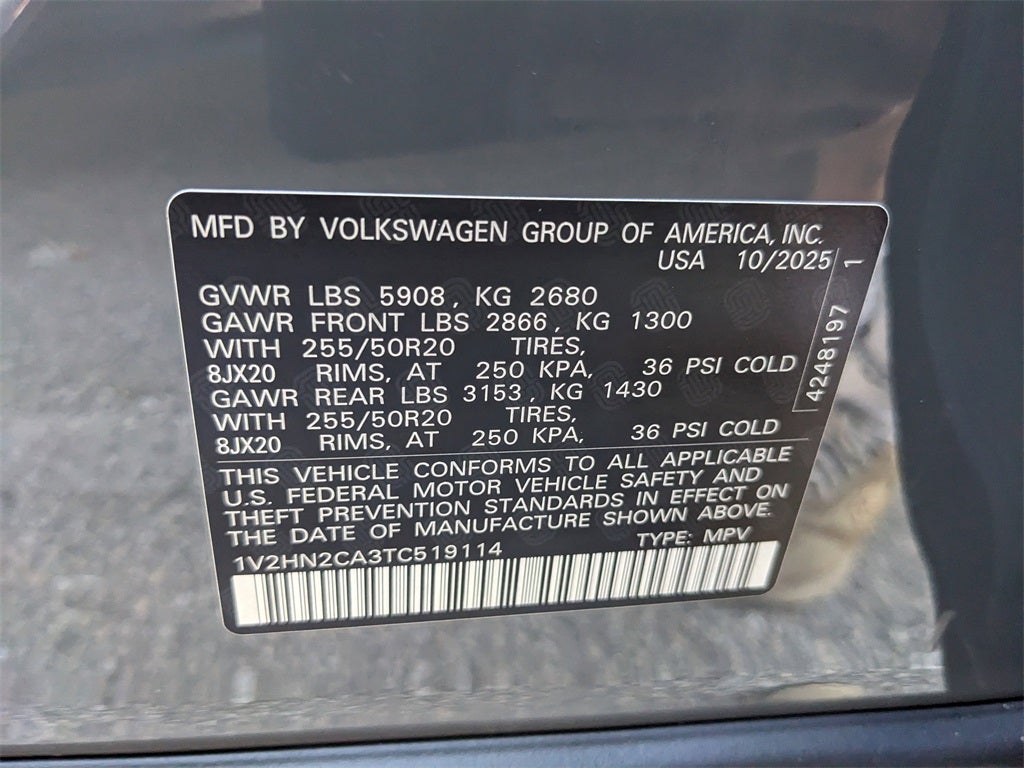 MFD BY VOLKSWAGEN GROUP OF AMERICA, INC.
USA 10/2025
GVWR LBS 5908, KG 2680
GAWR FRONT LBS 2866, KG 1300
WITH 255/50R20 TIRES,
8JX20 RIMS, AT 250 KPA, 36 PSI COLD
GAWR REAR LBS 3153, KG 1430
WITH 255/50R20 TIRES,
8JX20 RIMS, AT 250 KPA, 36 PSI COLD
4248197 1
THIS VEHICLE CONFORMS TO ALL APPLICABLE
U.S. FEDERAL MOTOR VEHICLE SAFETY AND
THEFT PREVENTION STANDARDS IN EFFECT ON
THE DATE OF MANUFACTURE SHOWN ABOVE.
1V2HN2CA3TC519114 TYPE: MPV